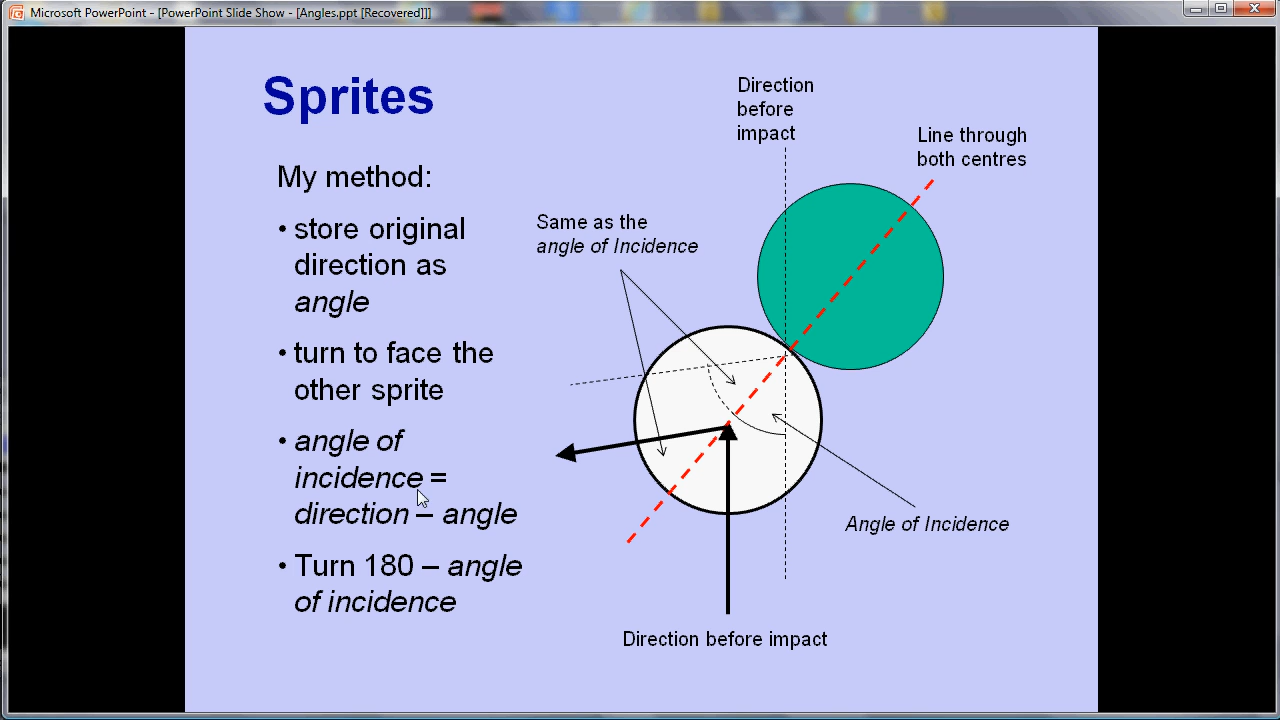 Microsoft PowerPoint - [PowerPoint Slide Show - [Angles.ppt [Recovered]]]
Sprites
My method:
• store original
direction as
angle
• turn to face the
other sprite
• angle of
incidence =
direction – angle
• Turn 180 – angle
of incidence
Direction
before
impact
Line through
both centres
Same as the
angle of Incidence
Angle of Incidence
Direction before impact